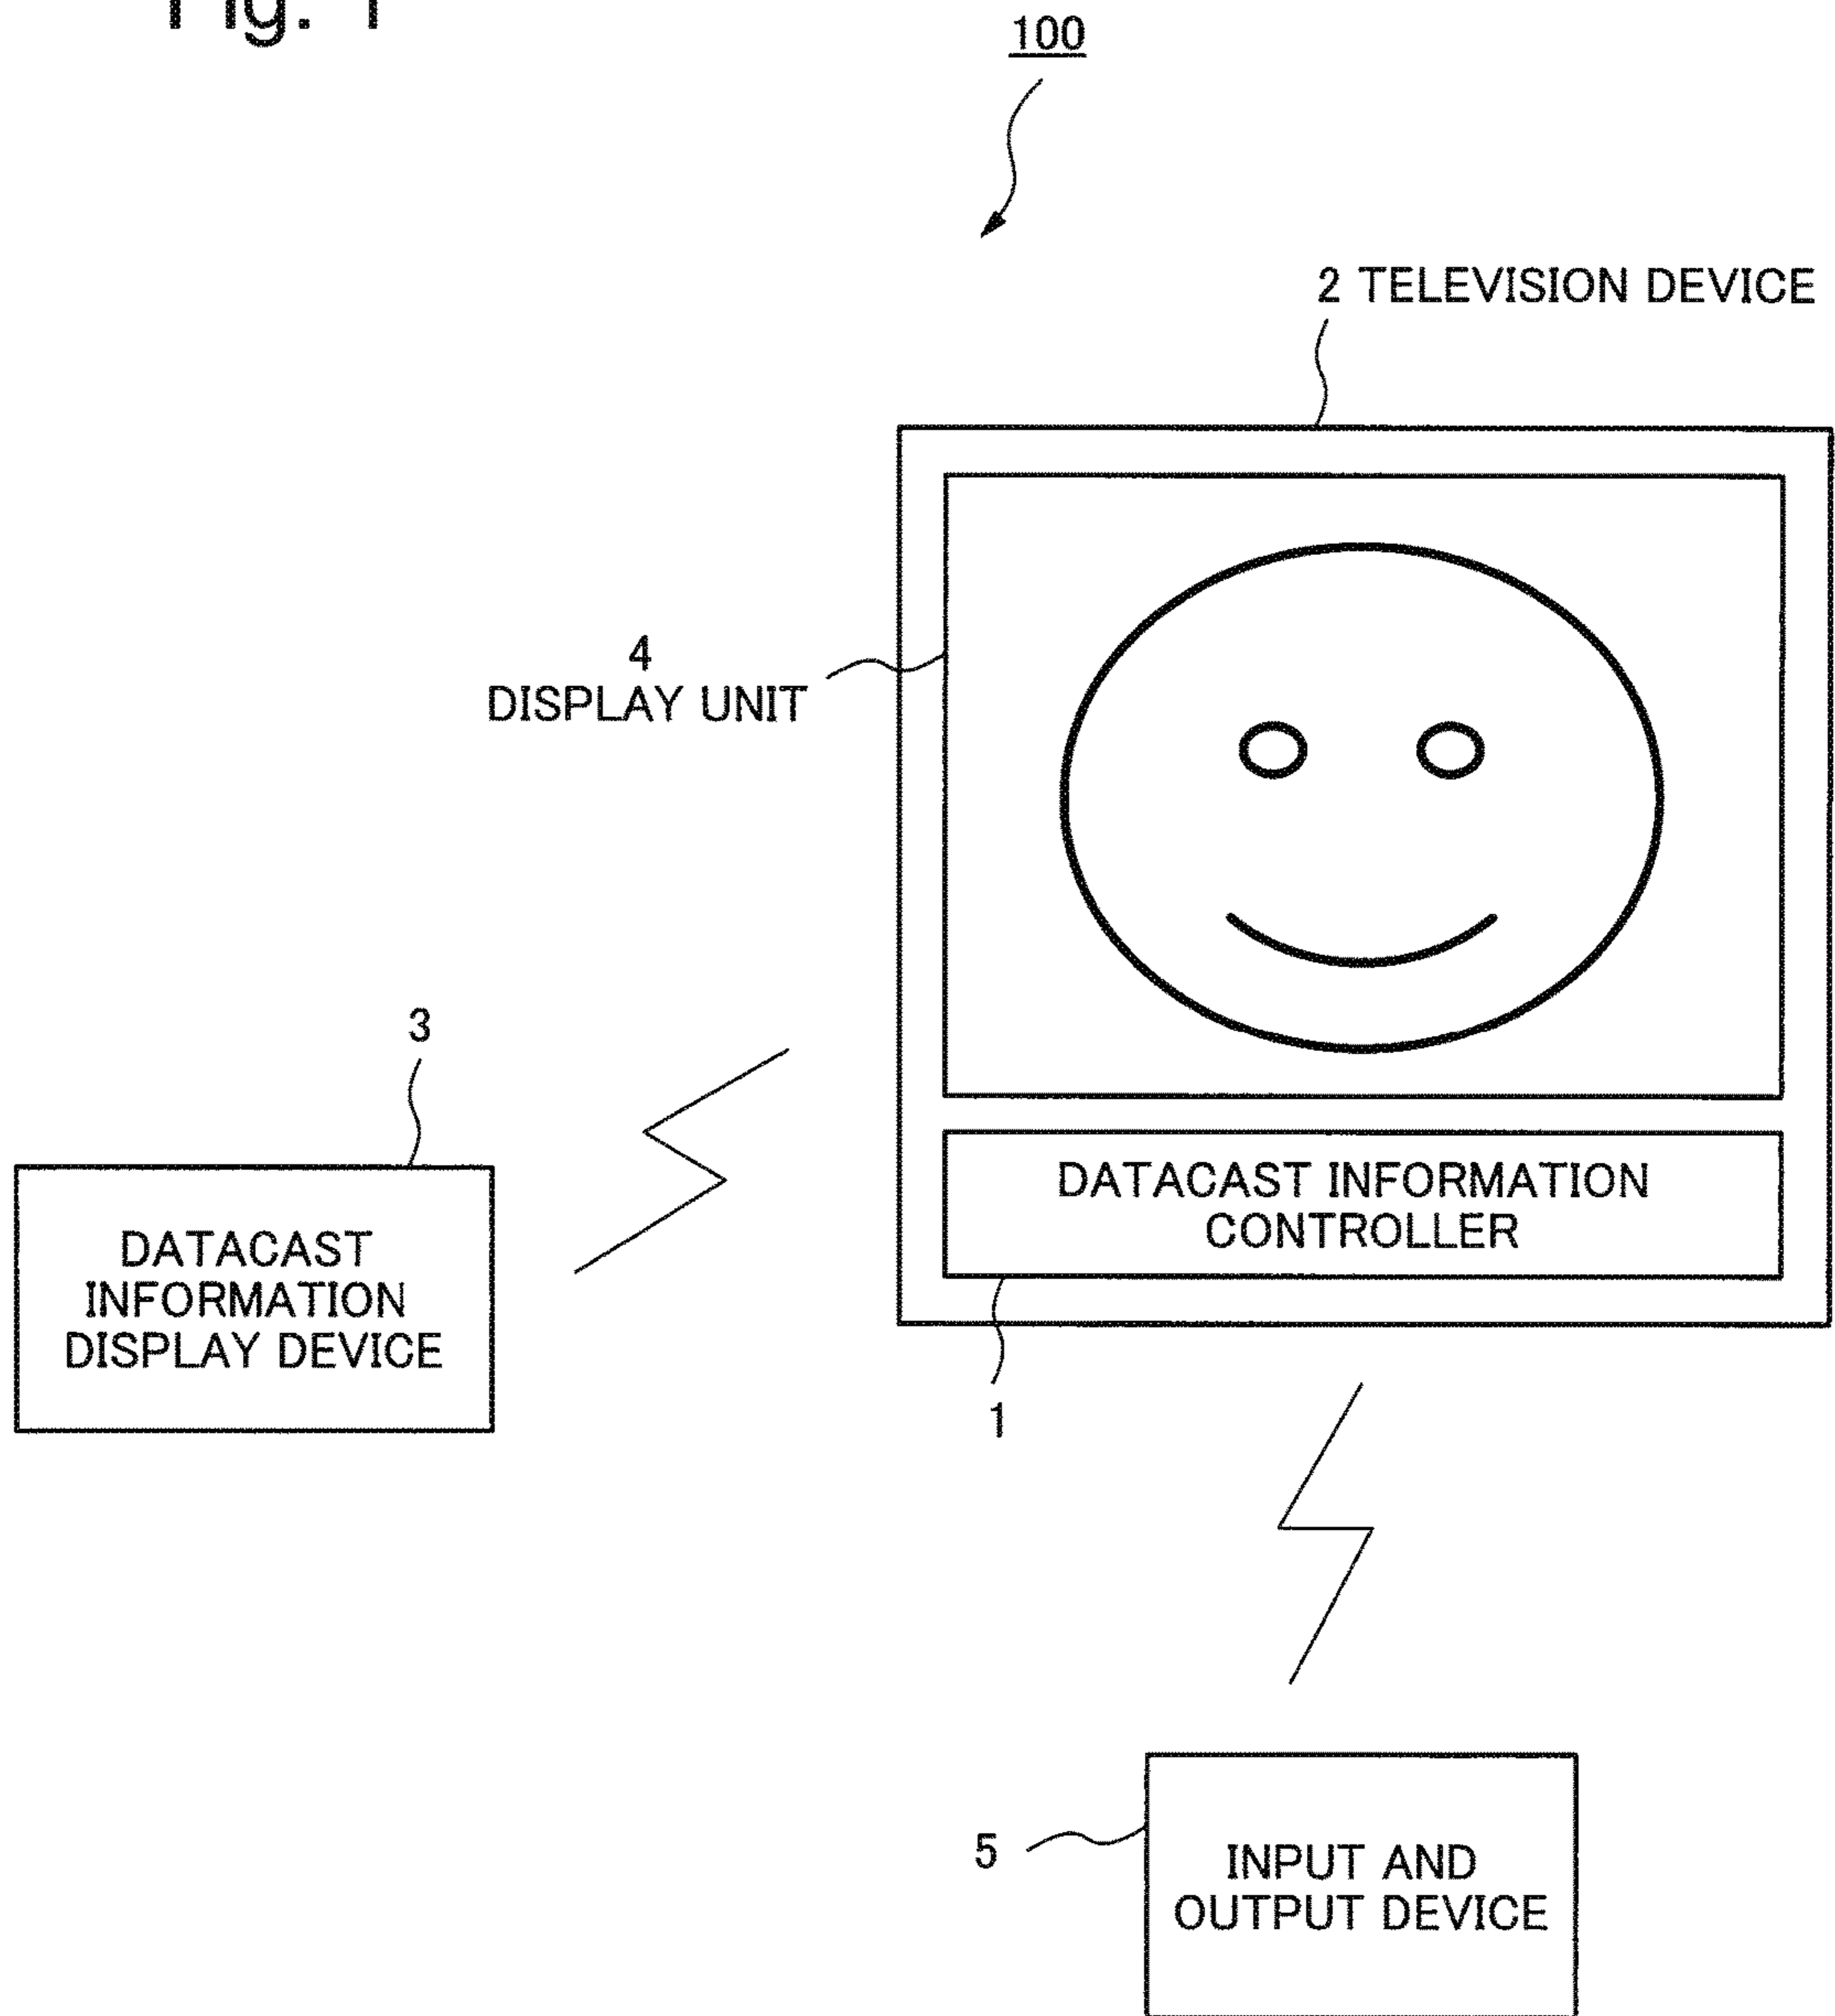 Fig. 1
100
2 TELEVISION DEVICE
4
DISPLAY UNIT
3
DATACAST INFORMATION
CONTROLLER
DATACAST
INFORMATION
DISPLAY DEVICE
1
5
INPUT AND
OUTPUT DEVICE